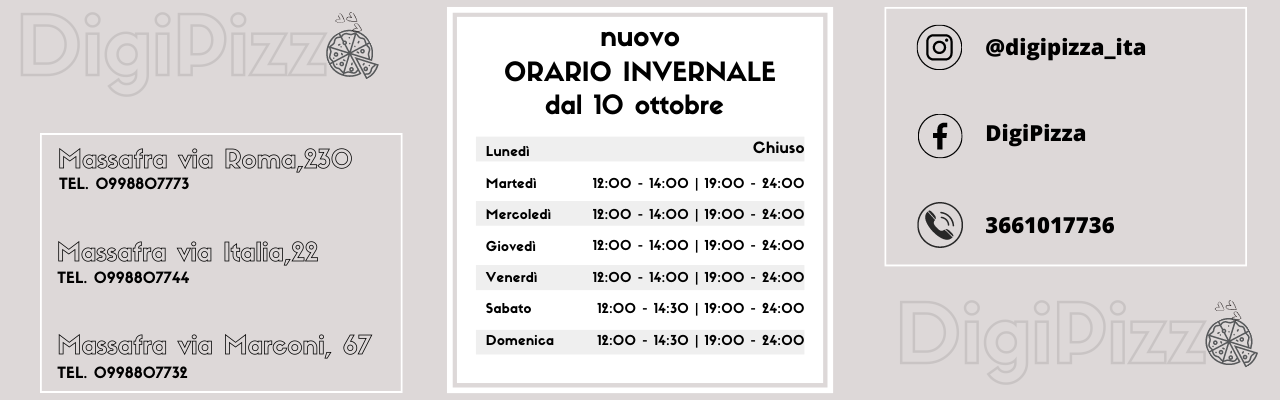 DigiPizz
Massafra via Roma,230
TEL. 0998807773
Massafra via Italia,22
TEL. 0998807744
Massafra via Marconi, 67
TEL. 0998807732
nuovo
ORARIO INVERNALE
dal 10 ottobre
Lunedì Chiuso
Martedì 12:00 - 14:00 | 19:00 - 24:00
Mercoledì 12:00 - 14:00 | 19:00 - 24:00
Giovedì 12:00 - 14:00 | 19:00 - 24:00
Venerdì 12:00 - 14:00 | 19:00 - 24:00
Sabato 12:00 - 14:30 | 19:00 - 24:00
Domenica 12:00 - 14:30 | 19:00 - 24:00
@digipizza_ita
DigiPizza
3661017736
DigiPizz